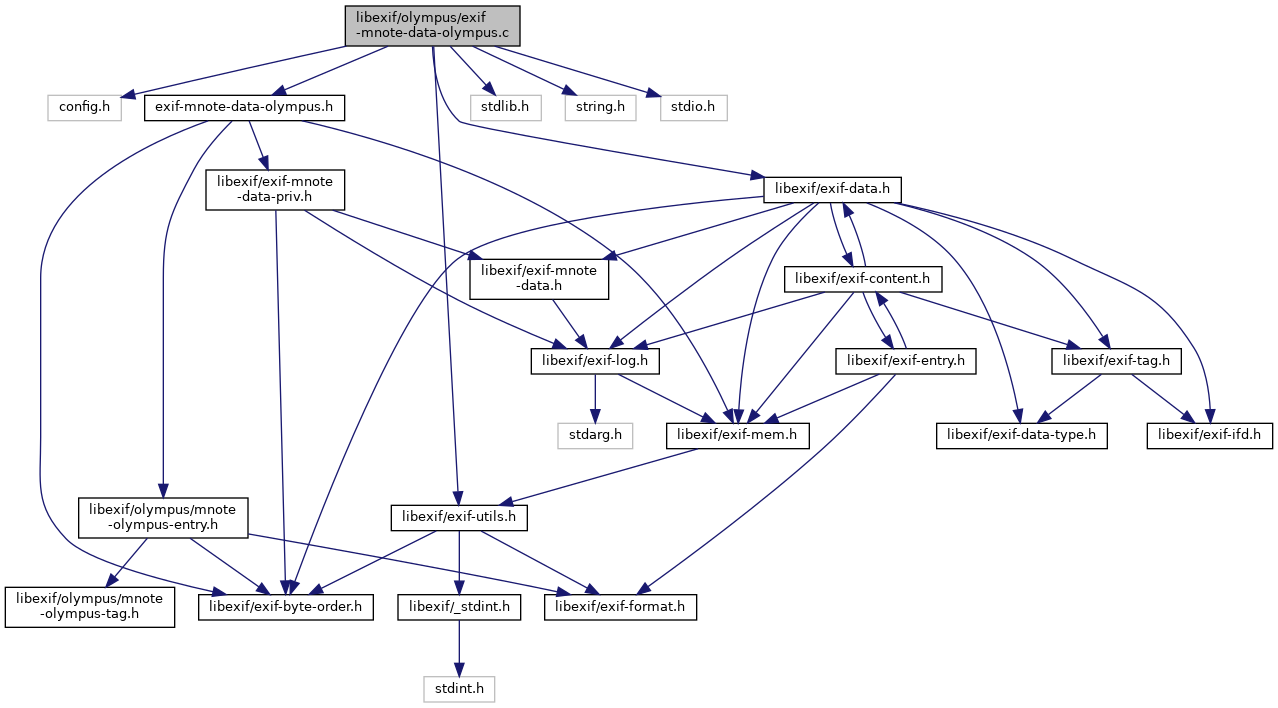 libexif/olympus/exif
-mnote-data-olympus.c
config.h
exif-mnote-data-olympus.h
stdlib.h
string.h
stdio.h
libexif/exif-mnote
-data-priv.h
libexif/exif-data.h
libexif/exif-mnote
-data.h
libexif/exif-content.h
libexif/exif-log.h
libexif/exif-entry.h
libexif/exif-tag.h
stdarg.h
libexif/exif-mem.h
libexif/exif-data-type.h
libexif/exif-ifd.h
libexif/olympus/mnote
-olympus-entry.h
libexif/exif-utils.h
libexif/olympus/mnote
-olympus-tag.h
libexif/exif-byte-order.h
libexif/_stdint.h
libexif/exif-format.h
stdint.h